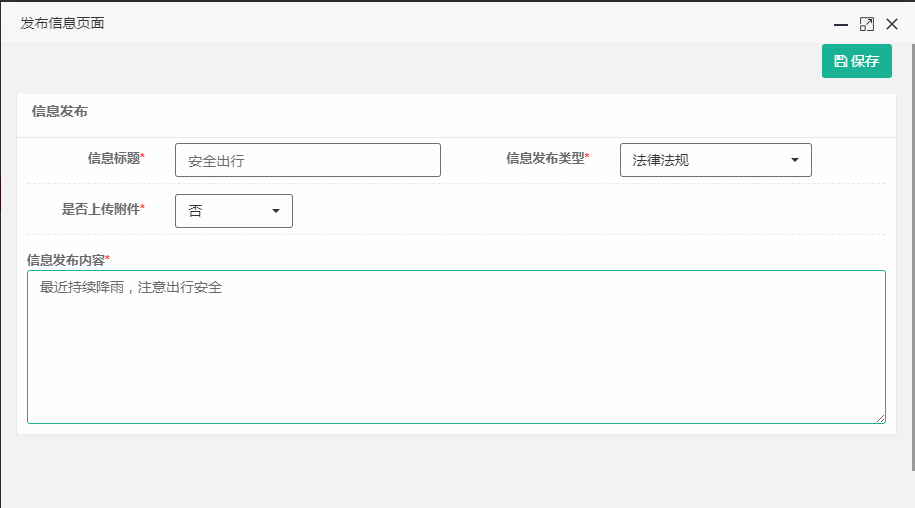 发布信息页面
保存
信息发布
信息标题* 安全出行 信息发布类型* 法律法规
是否上传附件* 否
信息发布内容*
最近持续降雨，注意出行安全